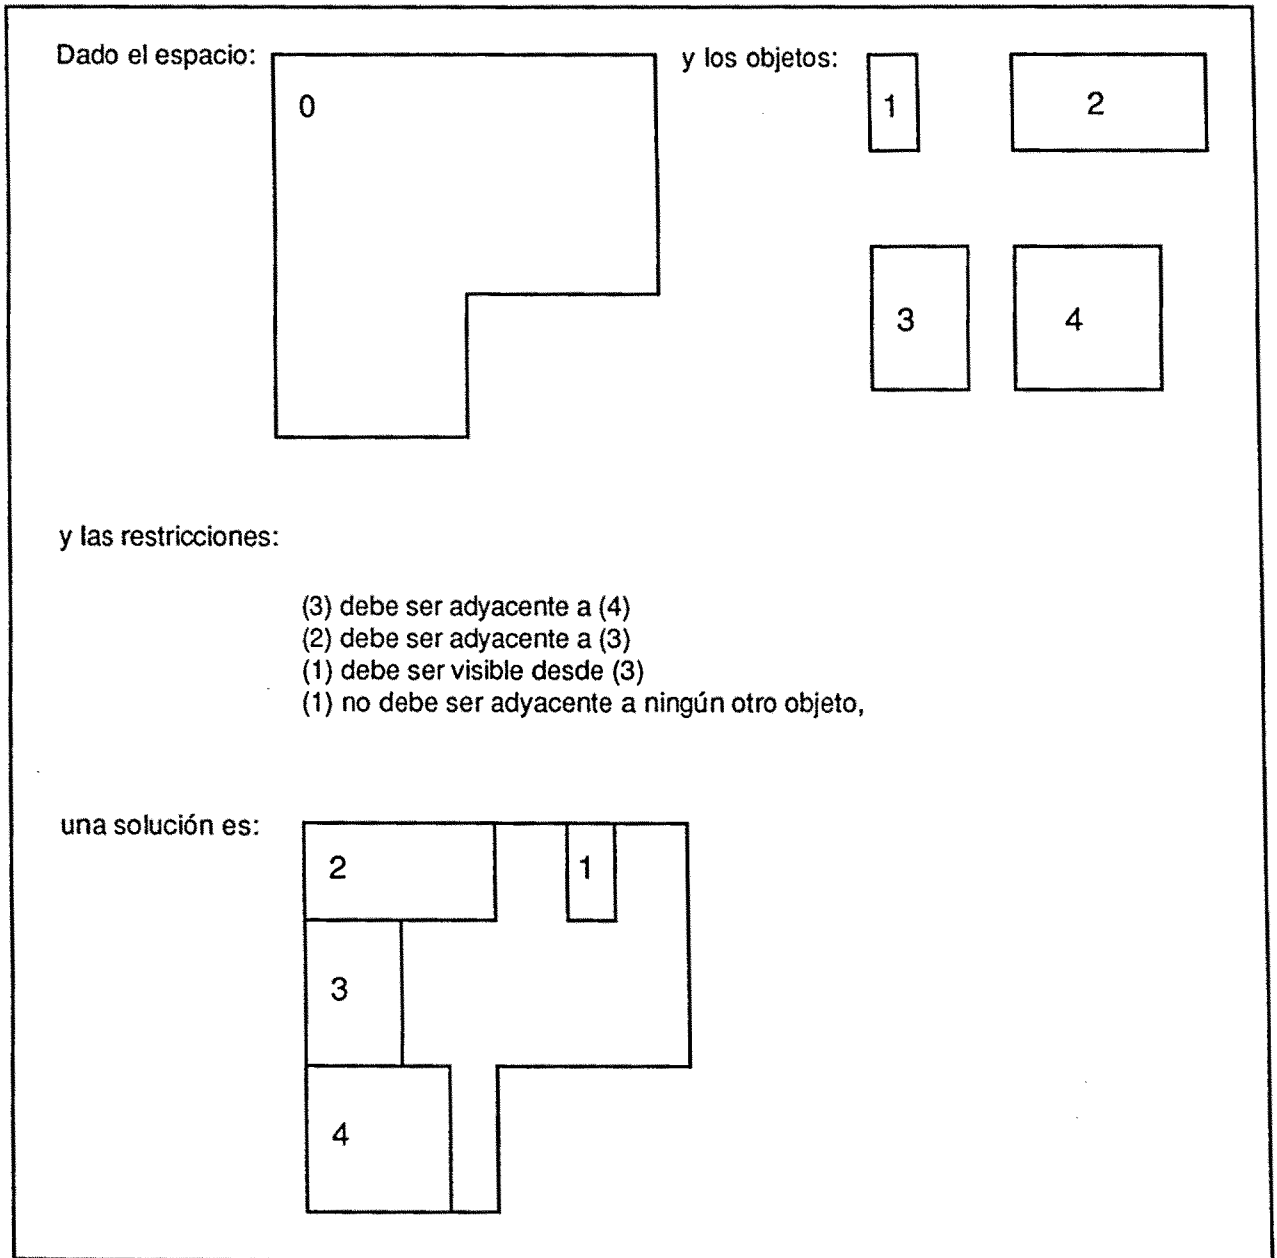 Dado el espacio:
y los objetos:
0
1
2
3
4
y las restricciones:
(3) debe ser adyacente a (4)
(2) debe ser adyacente a (3)
(1) debe ser visible desde (3)
(1) no debe ser adyacente a ningún otro objeto,
una solución es:
2
1
3
4